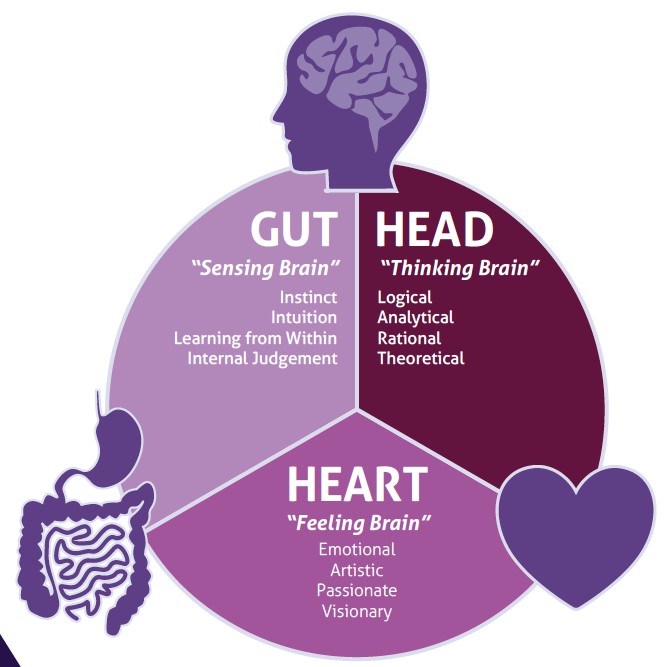 GUT
“Sensing Brain”
Instinct
Intuition
Learning from Within
Internal Judgement
HEAD
“Thinking Brain”
Logical
Analytical
Rational
Theoretical
HEART
“Feeling Brain”
Emotional
Artistic
Passionate
Visionary